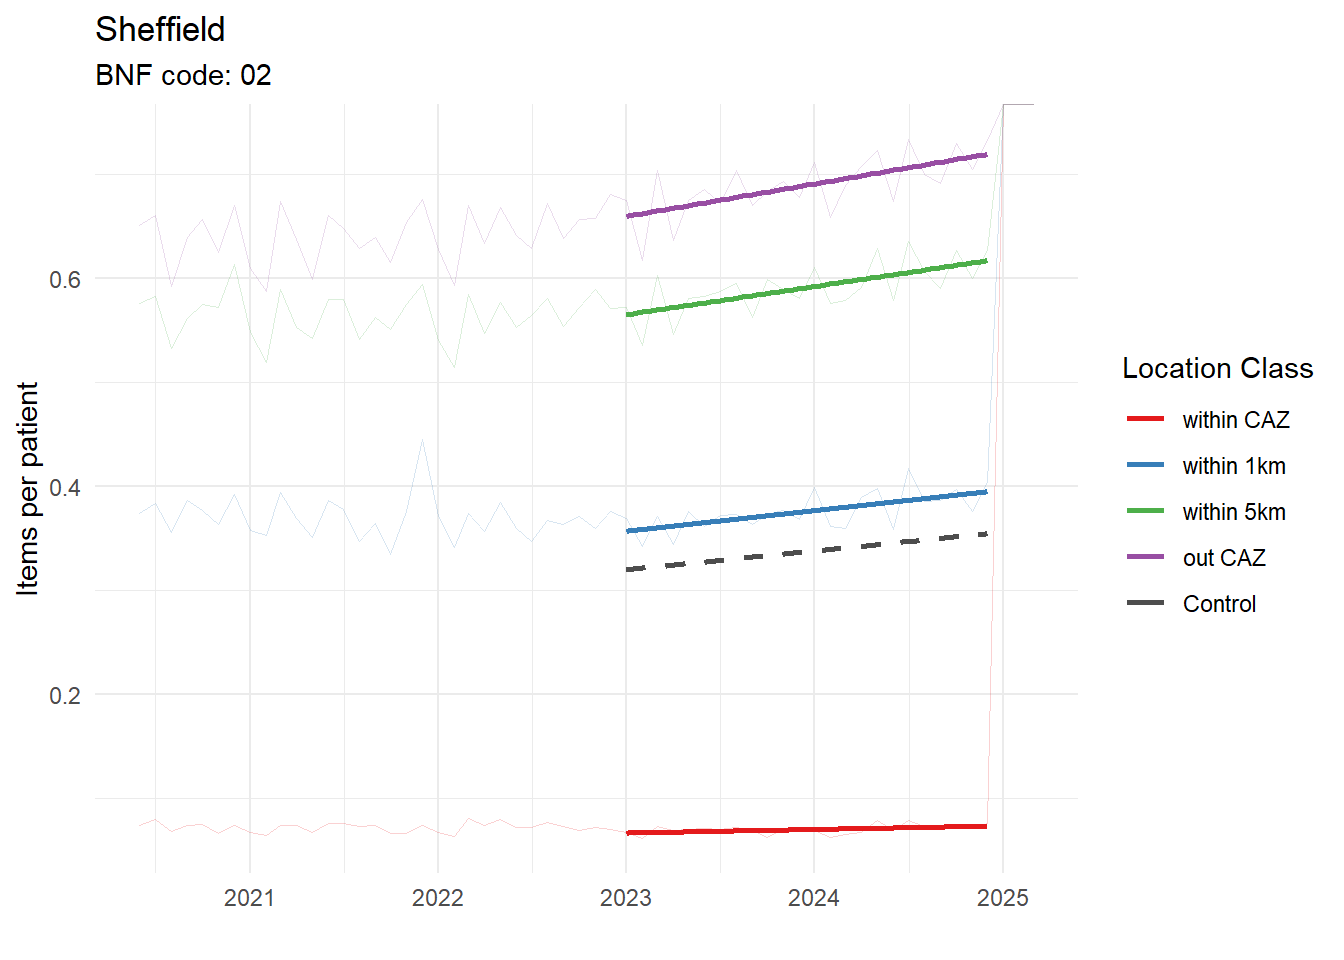 Sheffield
BNF code: 02
Items per patient
0.6
0.4
0.2
2021
2022
2023
2024
2025
Location Class
within CAZ
within 1km
within 5km
out CAZ
Control